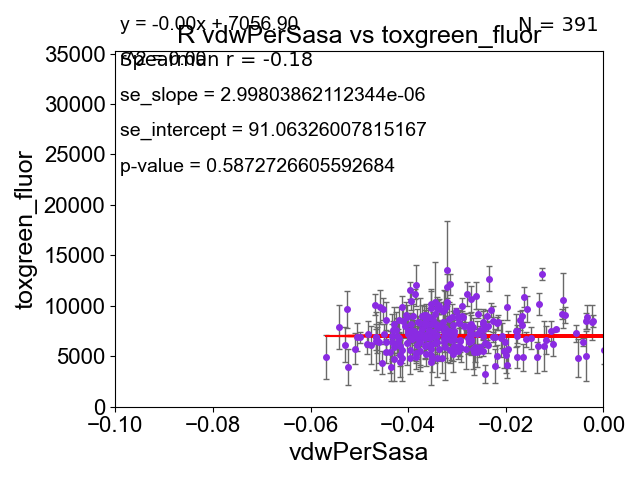 y = -0.00x + 7056.90
N = 391
R vdwPerSasa vs toxgreen_fluor
Spearman r = -0.18
se_slope = 2.99803862112344e-06
se_intercept = 91.06326007815167
p-value = 0.5872726605592684
toxgreen_fluor
35000
30000
25000
20000
15000
10000
5000
0
−0.10
−0.08
−0.06
−0.04
−0.02
0.00
vdwPerSasa